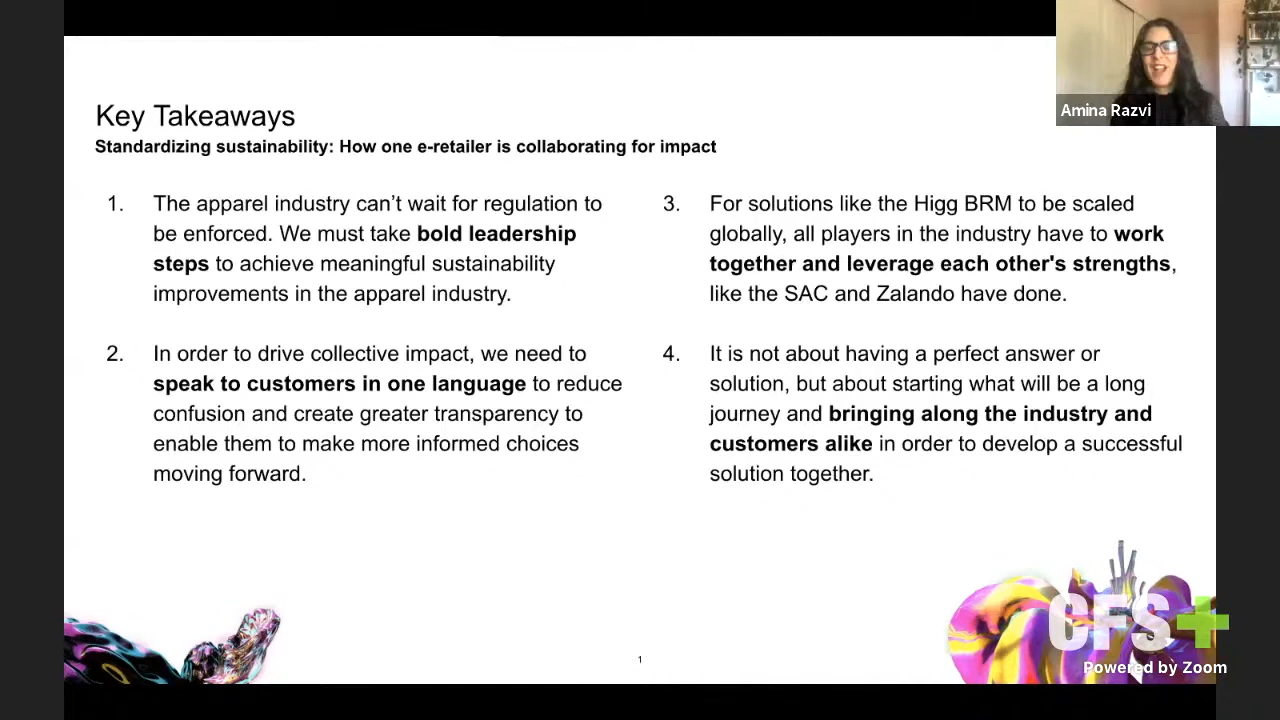 Key Takeaways
Standardizing sustainability: How one e-retailer is collaborating for impact
1. The apparel industry can’t wait for regulation to
be enforced. We must take bold leadership
steps to achieve meaningful sustainability
improvements in the apparel industry.
2. In order to drive collective impact, we need to
speak to customers in one language to reduce
confusion and create greater transparency to
enable them to make more informed choices
moving forward.
3. For solutions like the Higg BRM to be scaled
globally, all players in the industry have to work
together and leverage each other's strengths,
like the SAC and Zalando have done.
4. It is not about having a perfect answer or
solution, but about starting what will be a long
journey and bringing along the industry and
customers alike in order to develop a successful
solution together.
1
Amina Razvi
CFS+
Powered by Zoom